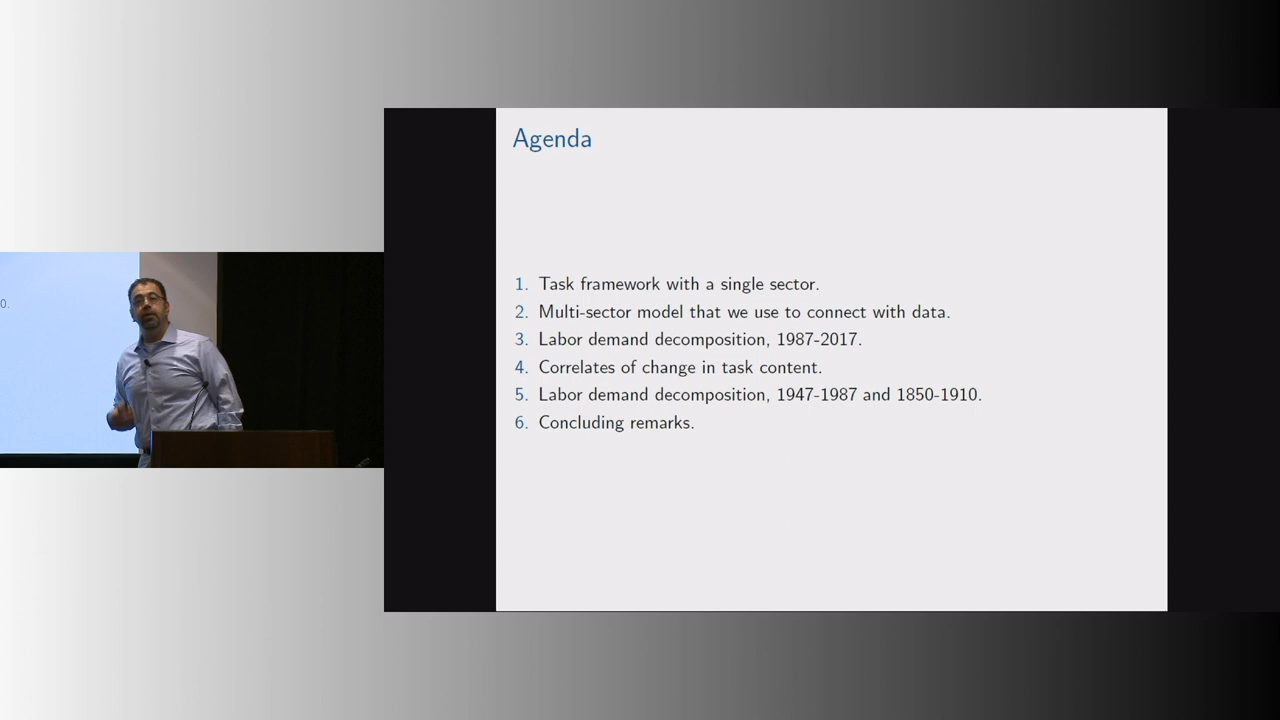 Agenda
1. Task framework with a single sector.
2. Multi-sector model that we use to connect with data.
3. Labor demand decomposition, 1987-2017.
4. Correlates of change in task content.
5. Labor demand decomposition, 1947-1987 and 1850-1910.
6. Concluding remarks.
0.